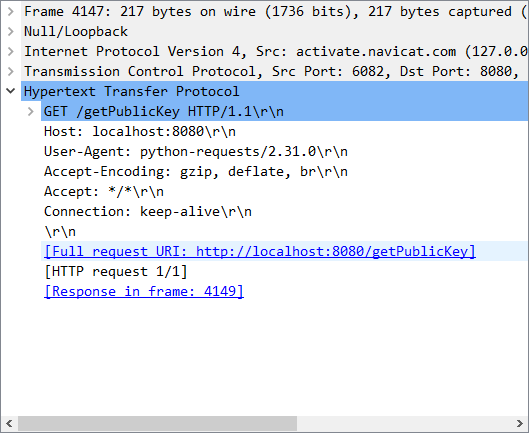 Frame 4147: 217 bytes on wire (1736 bits), 217 bytes captured (
Null/Loopback
Internet Protocol Version 4, Src: activate.navicat.com (127.0.0
Transmission Control Protocol, Src Port: 6082, Dst Port: 8080,
Hypertext Transfer Protocol
GET /getPublicKey HTTP/1.1\r\n
Host: localhost:8080\r\n
User-Agent: python-requests/2.31.0\r\n
Accept-Encoding: gzip, deflate, br\r\n
Accept: */*\r\n
Connection: keep-alive\r\n
\r\n
[Full request URI: http://localhost:8080/getPublicKey]
[HTTP request 1/1]
[Response in frame: 4149]